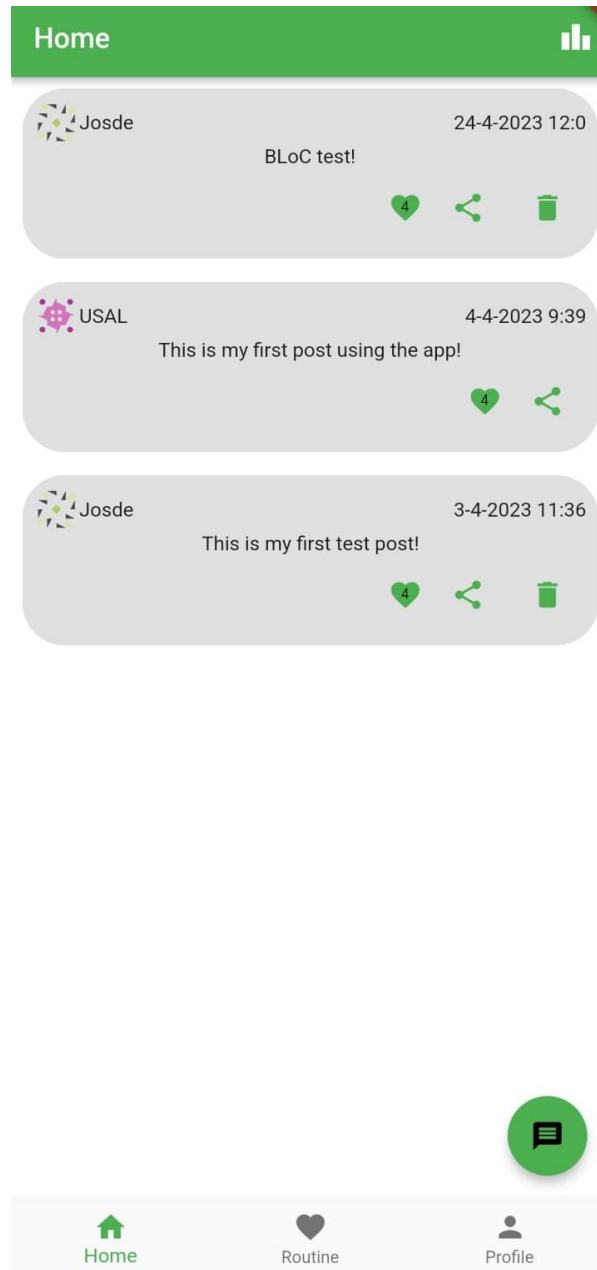 Home
Josde 24-4-2023 12:0
BLoC test!
4
USAL 4-4-2023 9:39
This is my first post using the app!
4
Josde 3-4-2023 11:36
This is my first test post!
4
Home Routine Profile